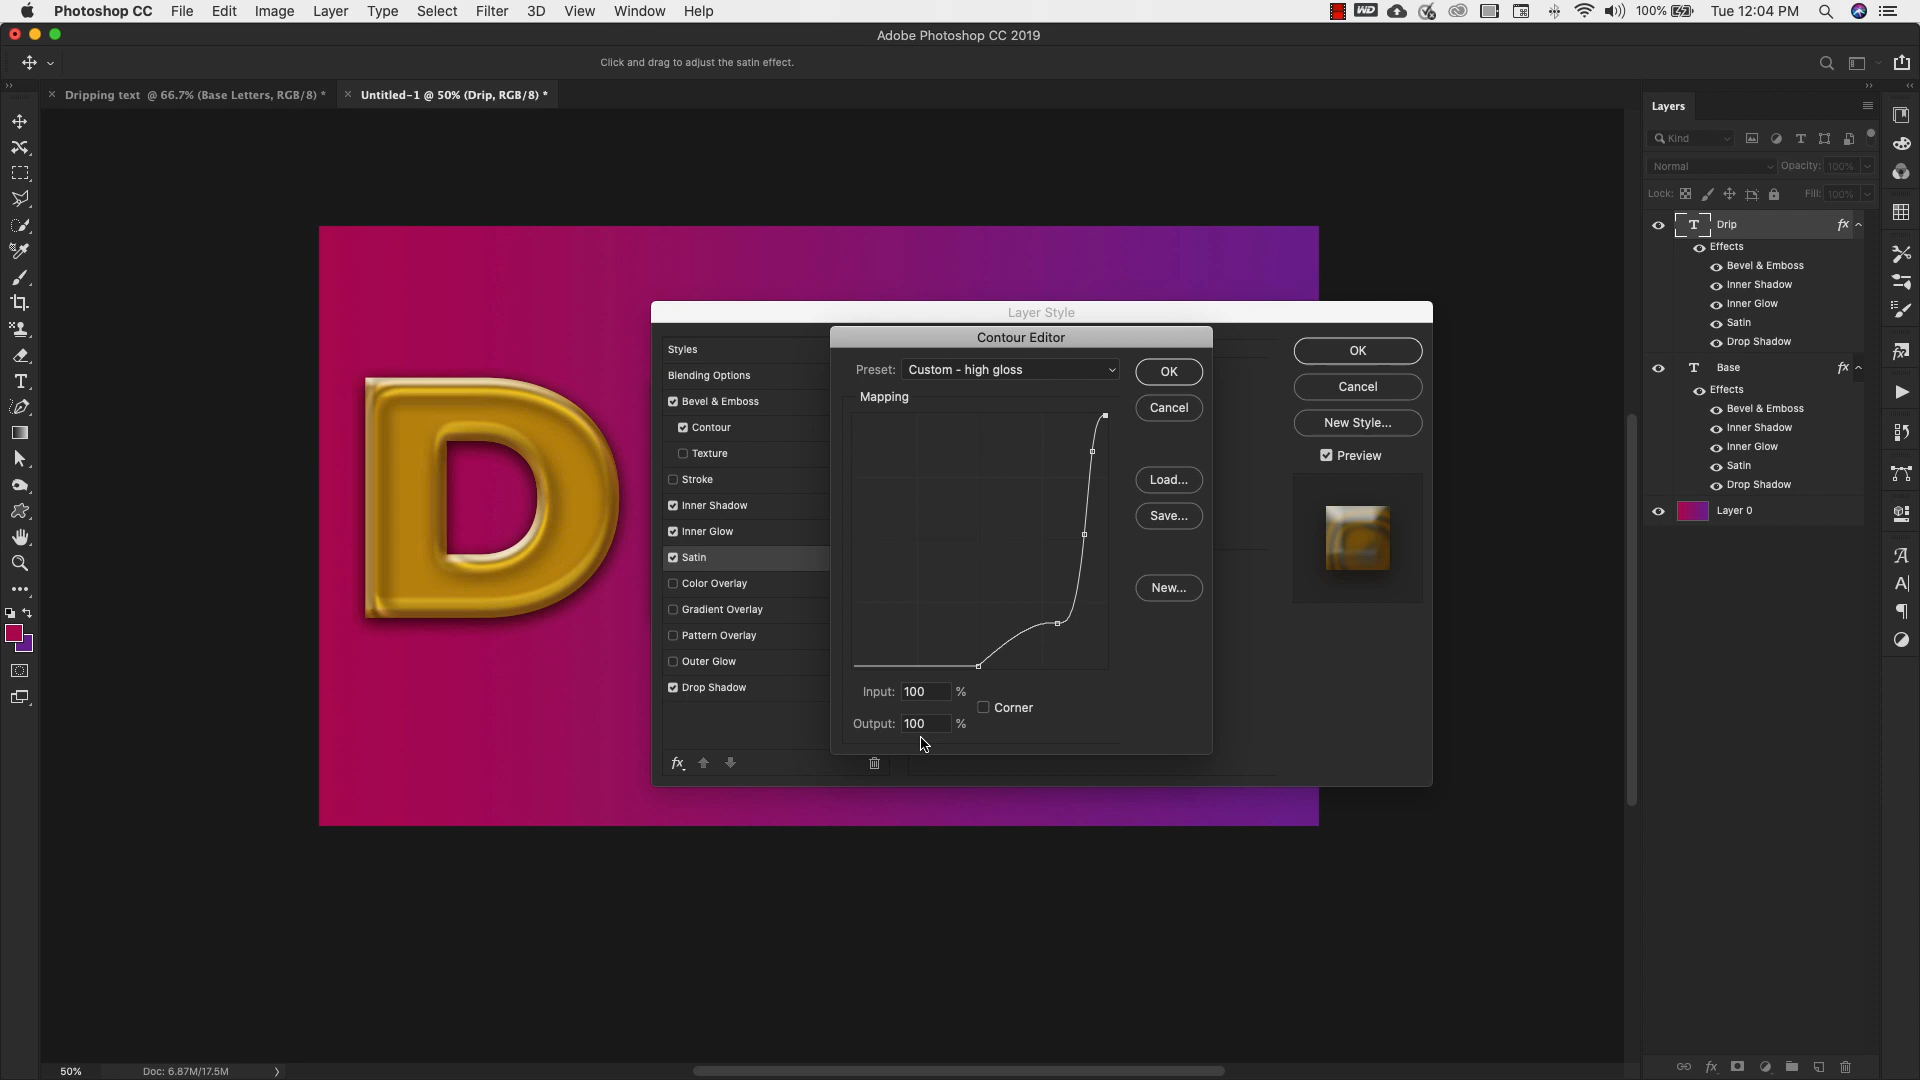 Photoshop CC File Edit Image Layer Type Select Filter 3D View Window Help 100% Tue 12:04 PM
Adobe Photoshop CC 2019
Click and drag to adjust the satin effect.
Dripping text @ 66.7% (Base Letters, RGB/8) * Untitled-1 @ 50% (Drip, RGB/8) *
Layers
Kind
Normal Opacity: 100%
Lock: Fill: 100%
T Drip fx
Effects
Bevel & Emboss
Inner Shadow
Inner Glow
Satin
Drop Shadow
T Base fx
Effects
Bevel & Emboss
Inner Shadow
Inner Glow
Satin
Drop Shadow
Layer 0
D
Layer Style
Styles
Blending Options
Bevel & Emboss
Contour
Texture
Stroke
Inner Shadow
Inner Glow
Satin
Color Overlay
Gradient Overlay
Pattern Overlay
Outer Glow
Drop Shadow
fx
Contour Editor
Preset: Custom - high gloss
Mapping
Input: 100 %
Output: 100 %
Corner
OK
Cancel
Load...
Save...
New...
OK
Cancel
New Style...
Preview
50% Doc: 6.87M/17.5M